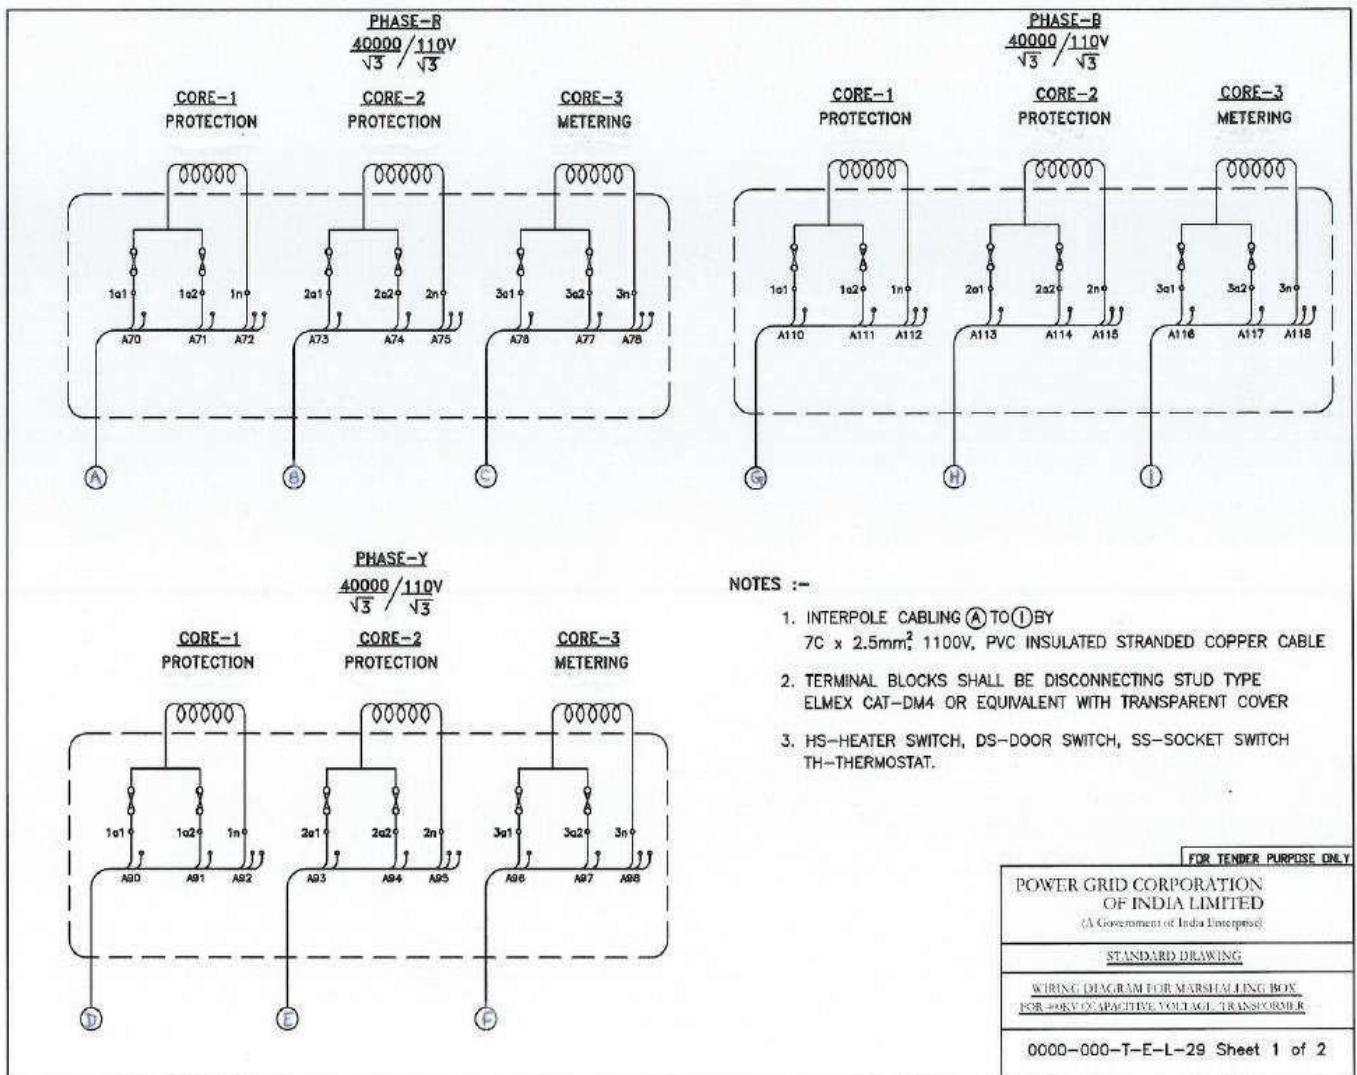 PHASE-R
40000/√3 / 110V/√3
CORE-1 CORE-2 CORE-3
PROTECTION PROTECTION METERING
1a1 1a2 1n 2a1 2a2 2n 3a1 3a2 3n
A70 A71 A72 A73 A74 A75 A76 A77 A78
A B C
PHASE-B
40000/√3 / 110V/√3
CORE-1 CORE-2 CORE-3
PROTECTION PROTECTION METERING
1a1 1a2 1n 2a1 2a2 2n 3a1 3a2 3n
A110 A111 A112 A113 A114 A115 A116 A117 A118
G H I
PHASE-Y
40000/√3 / 110V/√3
CORE-1 CORE-2 CORE-3
PROTECTION PROTECTION METERING
1a1 1a2 1n 2a1 2a2 2n 3a1 3a2 3n
A90 A91 A92 A93 A94 A95 A96 A97 A98
D E F
NOTES :-
1. INTERPOLE CABLING A TO I BY
7C x 2.5mm², 1100V, PVC INSULATED STRANDED COPPER CABLE
2. TERMINAL BLOCKS SHALL BE DISCONNECTING STUD TYPE
ELMEX CAT-DM4 OR EQUIVALENT WITH TRANSPARENT COVER
3. HS-HEATER SWITCH, DS-DOOR SWITCH, SS-SOCKET SWITCH
TH-THERMOSTAT.
FOR TENDER PURPOSE ONLY
POWER GRID CORPORATION
OF INDIA LIMITED
(A Government of India Enterprise)
STANDARD DRAWING
WIRING DIAGRAM FOR MARSHALLING BOX
FOR 400KV CAPACITIVE VOLTAGE TRANSFORMER
0000-000-T-E-L-29 Sheet 1 of 2